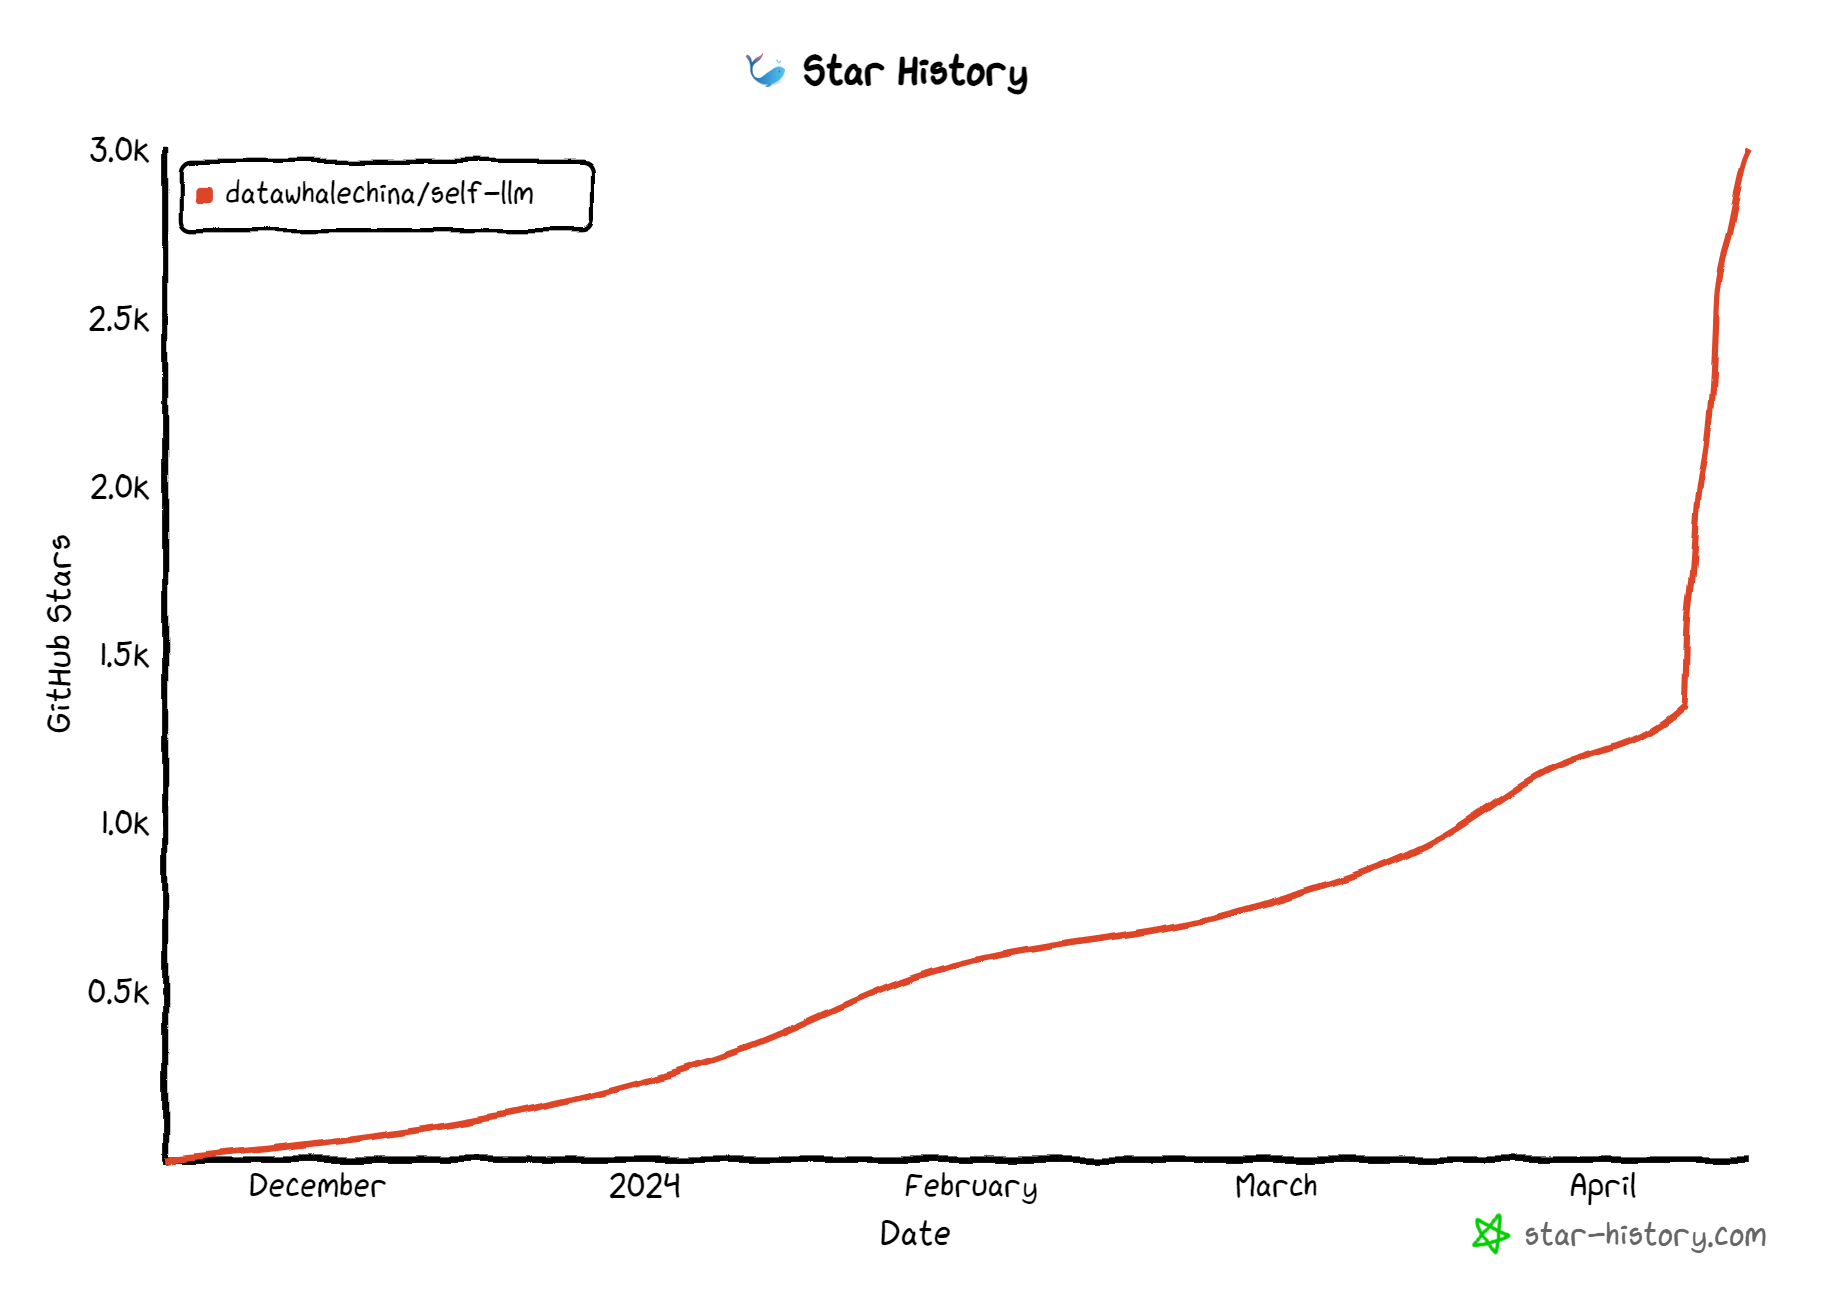 Star History
datawhalechina/self-llm
3.0k
2.5k
2.0k
1.5k
1.0k
0.5k
GitHub Stars
December 2024 February March April
Date
star-history.com